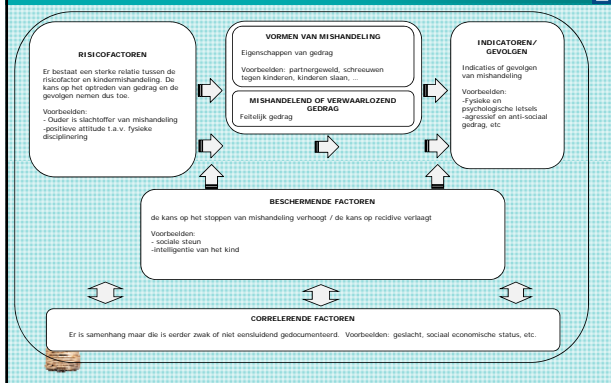 RISICOFACTOREN
Er bestaat een sterke relatie tussen de
risicofactor en kindermishandeling. De
kans op het optreden van gedrag en de
gevolgen nemen dus toe.
Voorbeelden:
- Ouder is slachtoffer van mishandeling
-positieve attitude t.a.v. fysieke
disciplinering
VORMEN VAN MISHANDELING
Eigenschappen van gedrag
Voorbeelden: partnergeweld, schreeuwen
tegen kinderen, kinderen slaan, ...
MISHANDELEND OF VERWAARLOZEND
GEDRAG
Feitelijk gedrag
INDICATOREN/
GEVOLGEN
Indicaties of gevolgen
van mishandeling
Voorbeelden:
-Fysieke en
psychologische letsels
-agressief en anti-sociaal
gedrag, etc
BESCHERMENDE FACTOREN
de kans op het stoppen van mishandeling verhoogt / de kans op recidive verlaagt
Voorbeelden:
- sociale steun
-intelligentie van het kind
CORRELERENDE FACTOREN
Er is samenhang maar die is eerder zwak of niet eensluidend gedocumenteerd. Voorbeelden: geslacht, sociaal economische status, etc.